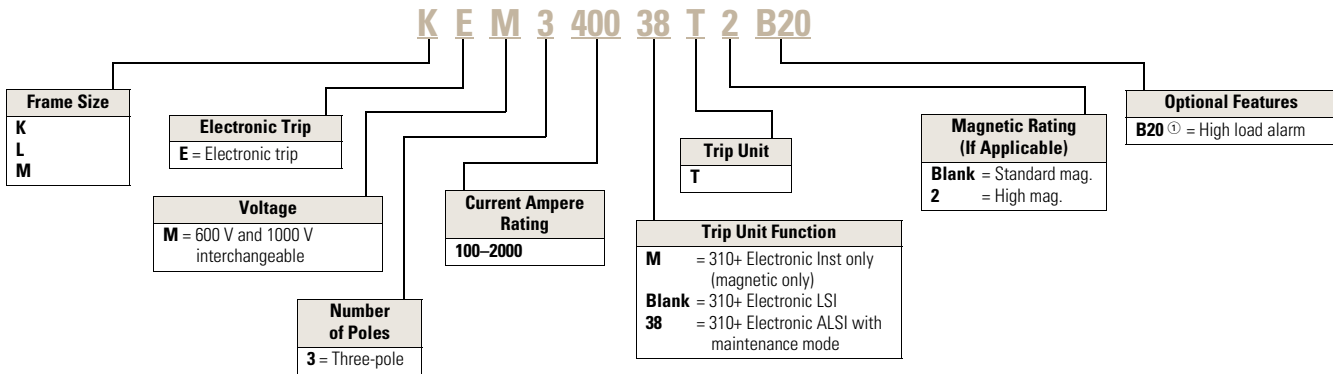 K E M 3 400 38 T 2 B20
Frame Size
K
L
M
Electronic Trip
E = Electronic trip
Voltage
M = 600 V and 1000 V
interchangeable
Number
of Poles
3 = Three-pole
Current Ampere
Rating
100–2000
Trip Unit Function
M = 310+ Electronic Inst only
(magnetic only)
Blank = 310+ Electronic LSI
38 = 310+ Electronic ALSI with
maintenance mode
Trip Unit
T
Magnetic Rating
(If Applicable)
Blank = Standard mag.
2 = High mag.
Optional Features
B20 ① = High load alarm